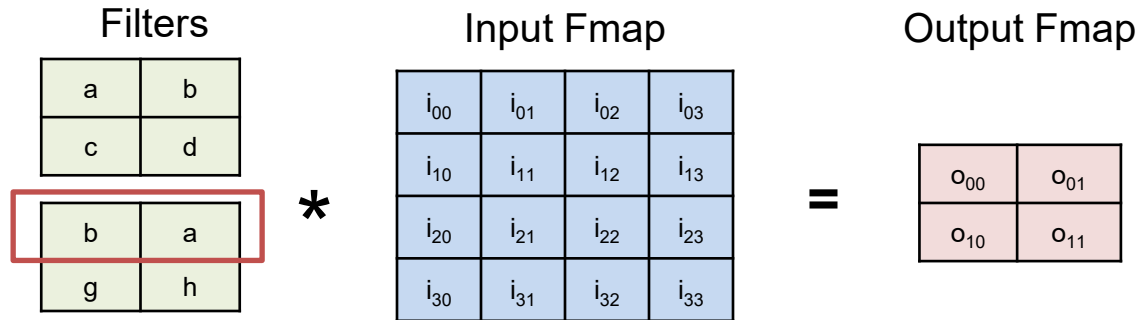 Filters
Input Fmap
Output Fmap
a b
c d
b a
g h
*
i00 i01 i02 i03
i10 i11 i12 i13
i20 i21 i22 i23
i30 i31 i32 i33
=
o00 o01
o10 o11